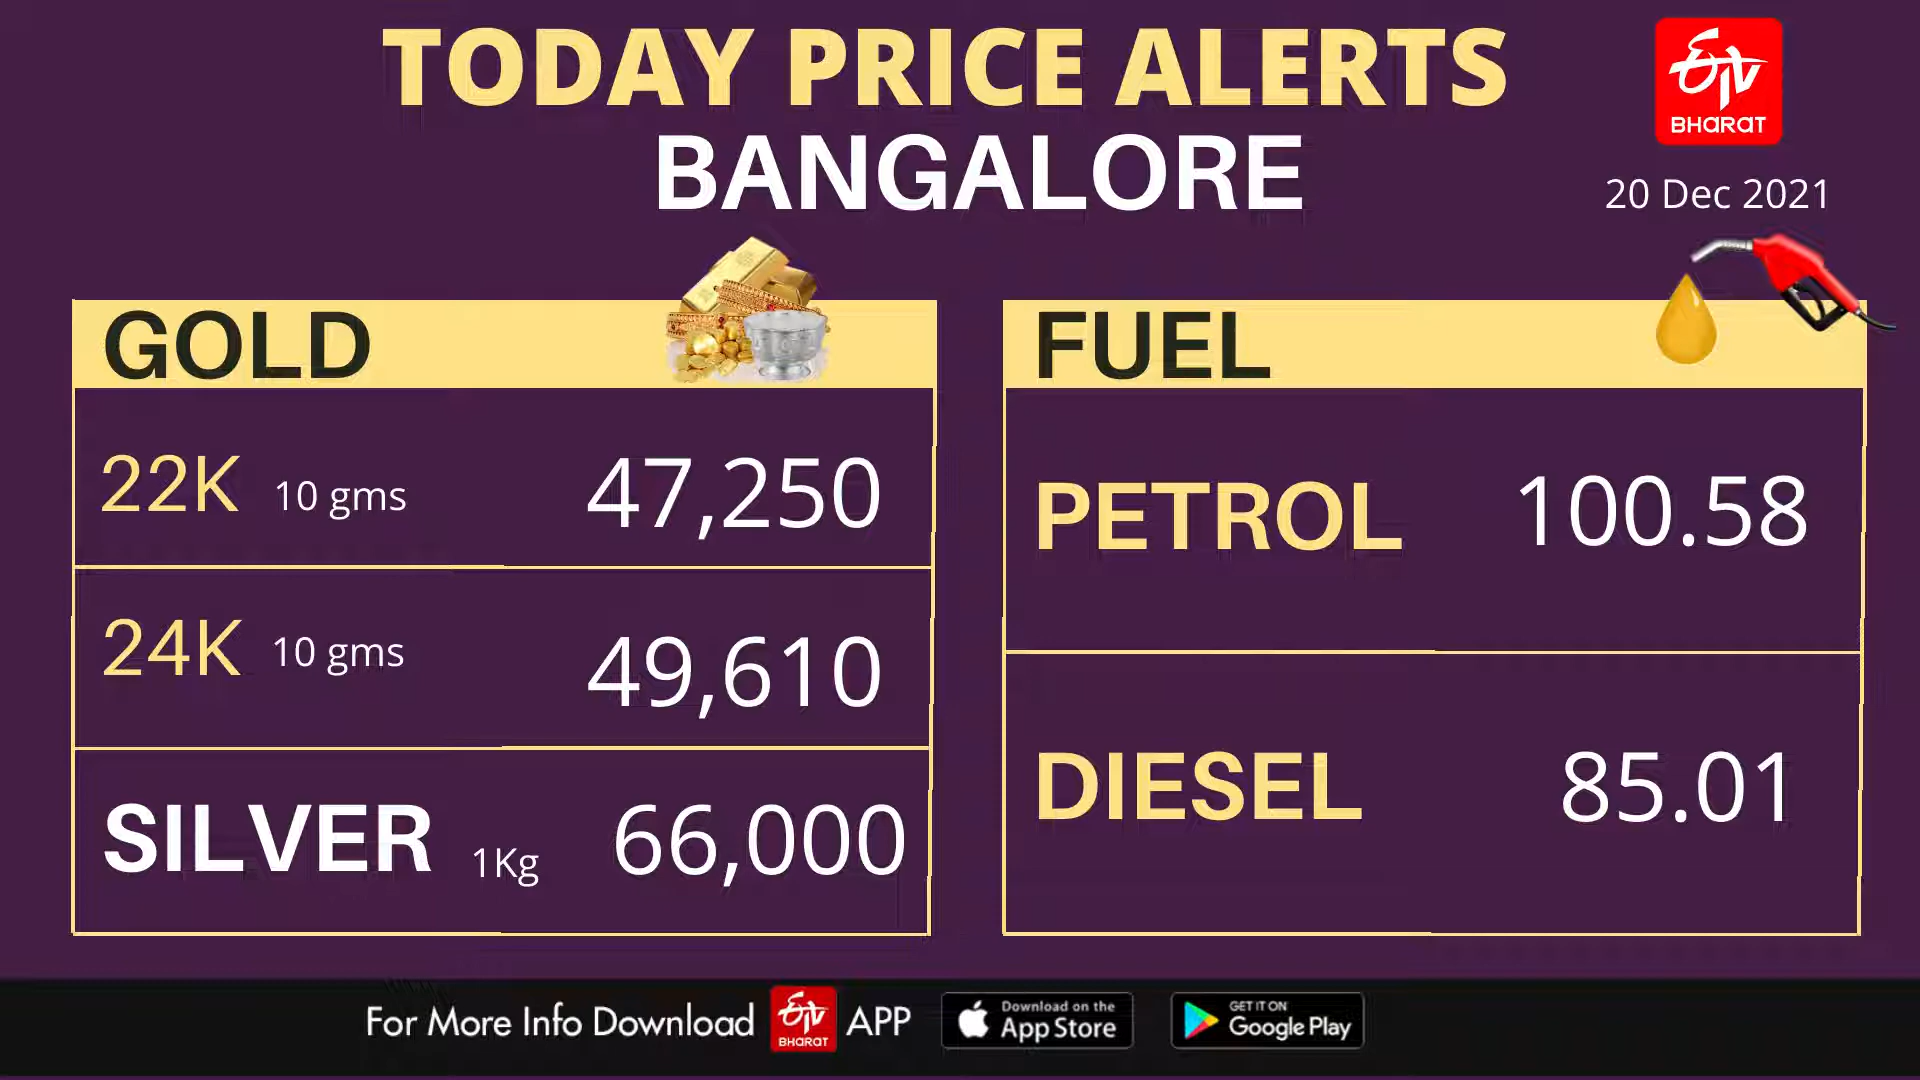 TODAY PRICE ALERTS
BANGALORE
ETV
BHARAT
20 Dec 2021
GOLD
22K 10 gms 47,250
24K 10 gms 49,610
SILVER 1Kg 66,000
FUEL
PETROL 100.58
DIESEL 85.01
For More Info Download ETV BHARAT APP
Download on the
App Store
GET IT ON
Google Play